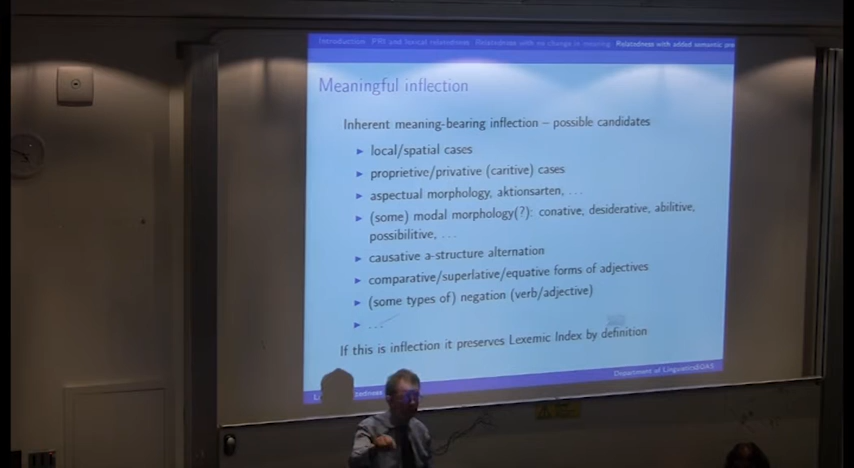 Introduction PRI and lexical relatedness Relatedness with no change in meaning Relatedness with added semantic pre
Meaningful inflection
Inherent meaning-bearing inflection – possible candidates
► local/spatial cases
► proprietive/privative (caritive) cases
► aspectual morphology, aktionsarten, ...
► (some) modal morphology(?): conative, desiderative, abilitive,
possibilitive, ...
► causative a-structure alternation
► comparative/superlative/equative forms of adjectives
► (some types of) negation (verb/adjective)
► ...
If this is inflection it preserves Lexemic Index by definition
Department of Linguistics